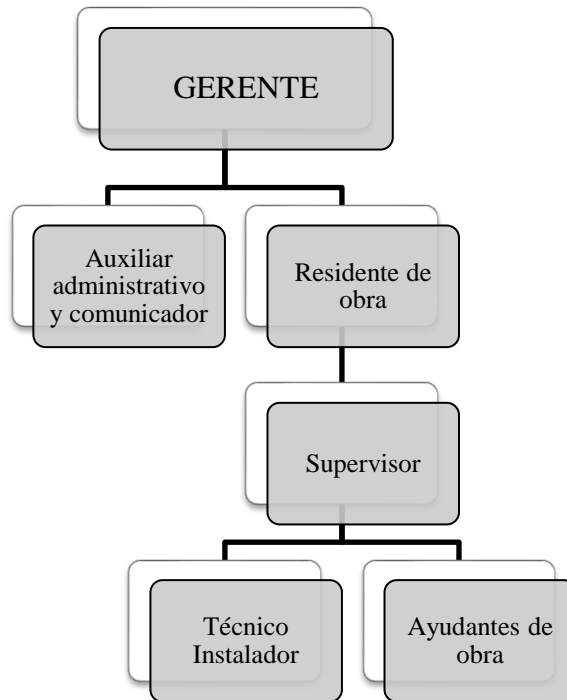 GERENTE
Auxiliar
administrativo
y comunicador
Residente de
obra
Supervisor
Técnico
Instalador
Ayudantes de
obra